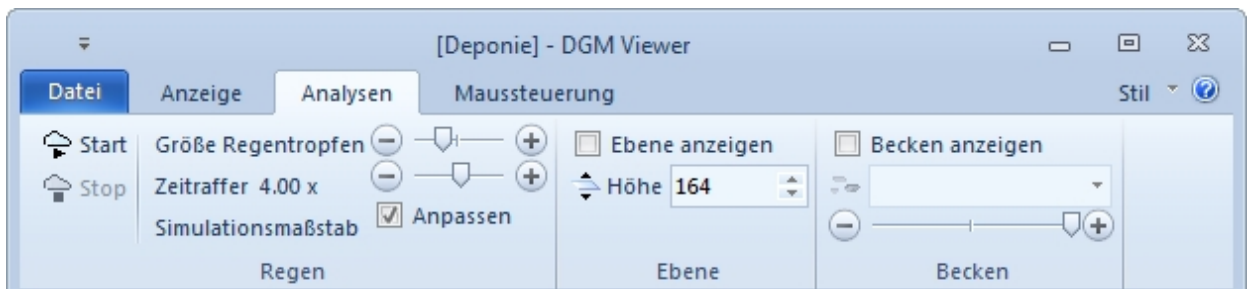 [Deponie] - DGM Viewer
Datei Anzeige Analysen Maussteuerung Stil
Start Größe Regentropfen Ebene anzeigen Becken anzeigen
Stop Zeitraffer 4.00 x Höhe 164
Simulationsmaßstab Anpassen
Regen Ebene Becken